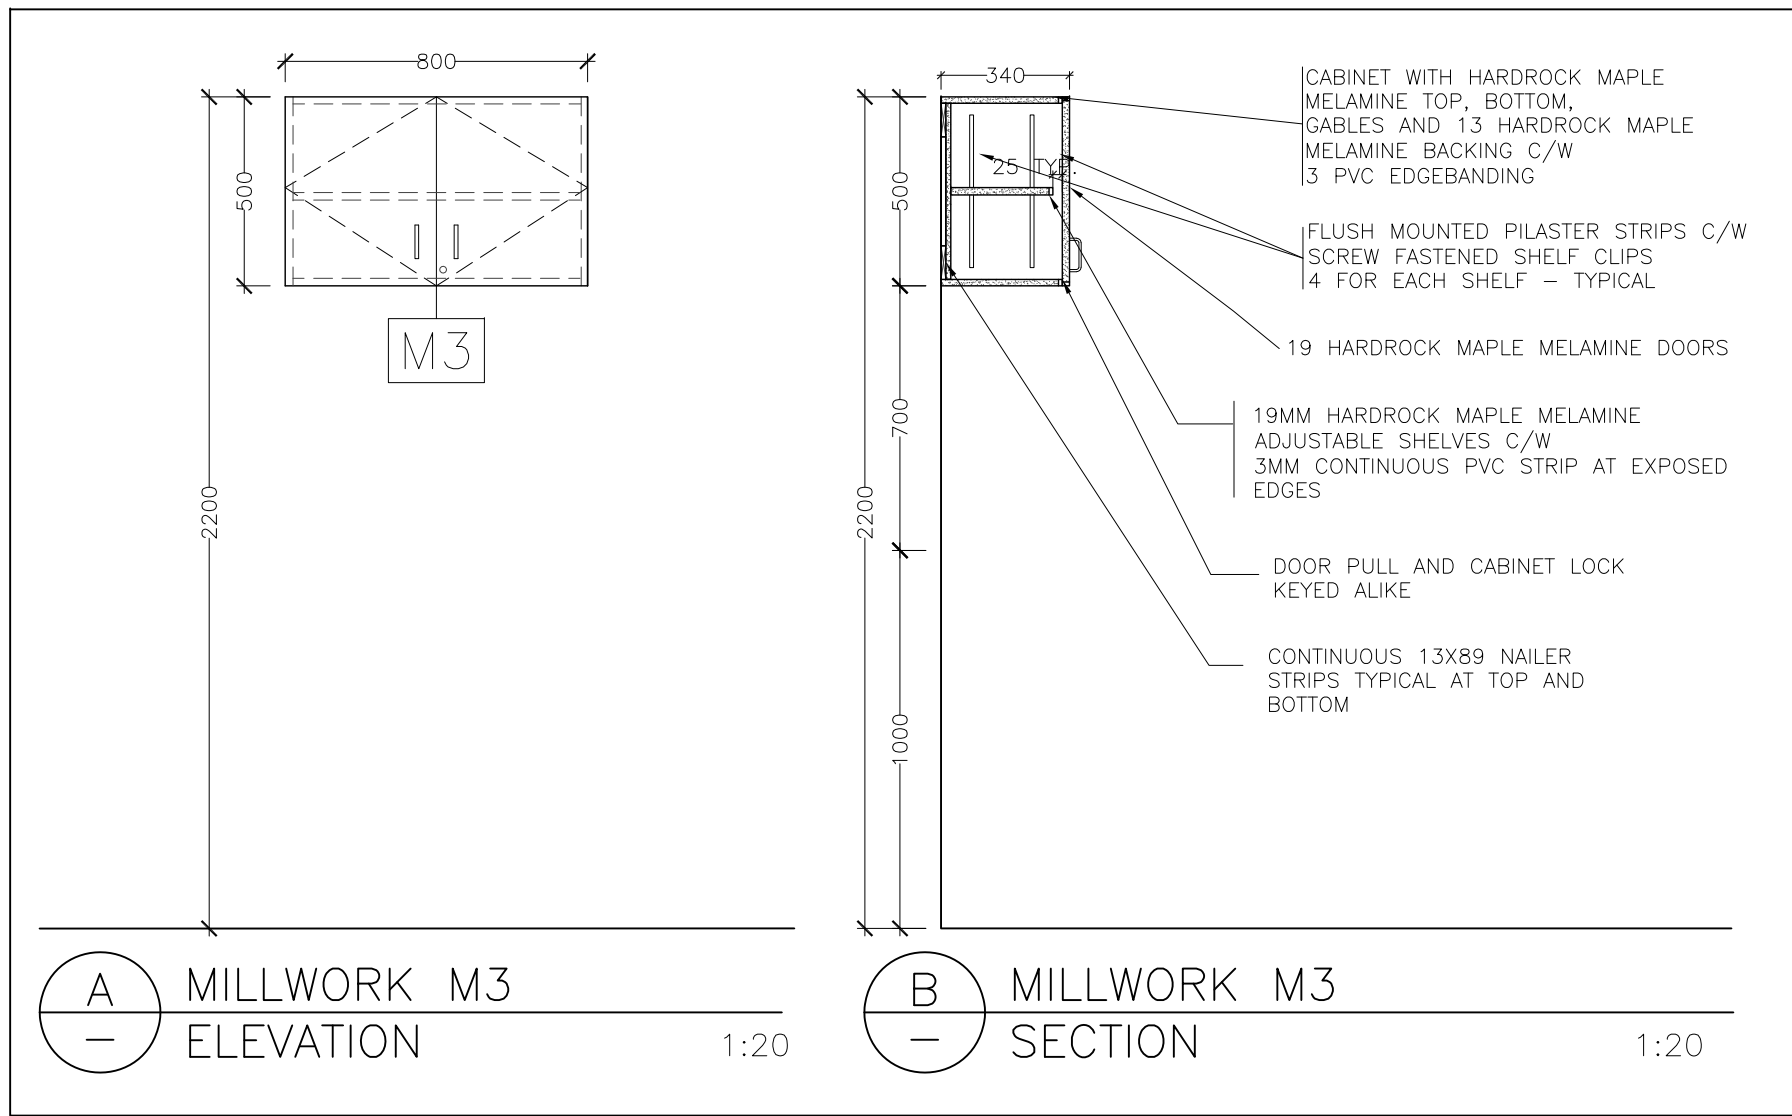 800
500
2200
M3
340
500
700
2200
1000
25 TYP.
CABINET WITH HARDROCK MAPLE
MELAMINE TOP, BOTTOM,
GABLES AND 13 HARDROCK MAPLE
MELAMINE BACKING C/W
3 PVC EDGEBANDING
FLUSH MOUNTED PILASTER STRIPS C/W
SCREW FASTENED SHELF CLIPS
4 FOR EACH SHELF – TYPICAL
19 HARDROCK MAPLE MELAMINE DOORS
19MM HARDROCK MAPLE MELAMINE
ADJUSTABLE SHELVES C/W
3MM CONTINUOUS PVC STRIP AT EXPOSED
EDGES
DOOR PULL AND CABINET LOCK
KEYED ALIKE
CONTINUOUS 13X89 NAILER
STRIPS TYPICAL AT TOP AND
BOTTOM
A
–
MILLWORK M3
ELEVATION
1:20
B
–
MILLWORK M3
SECTION
1:20